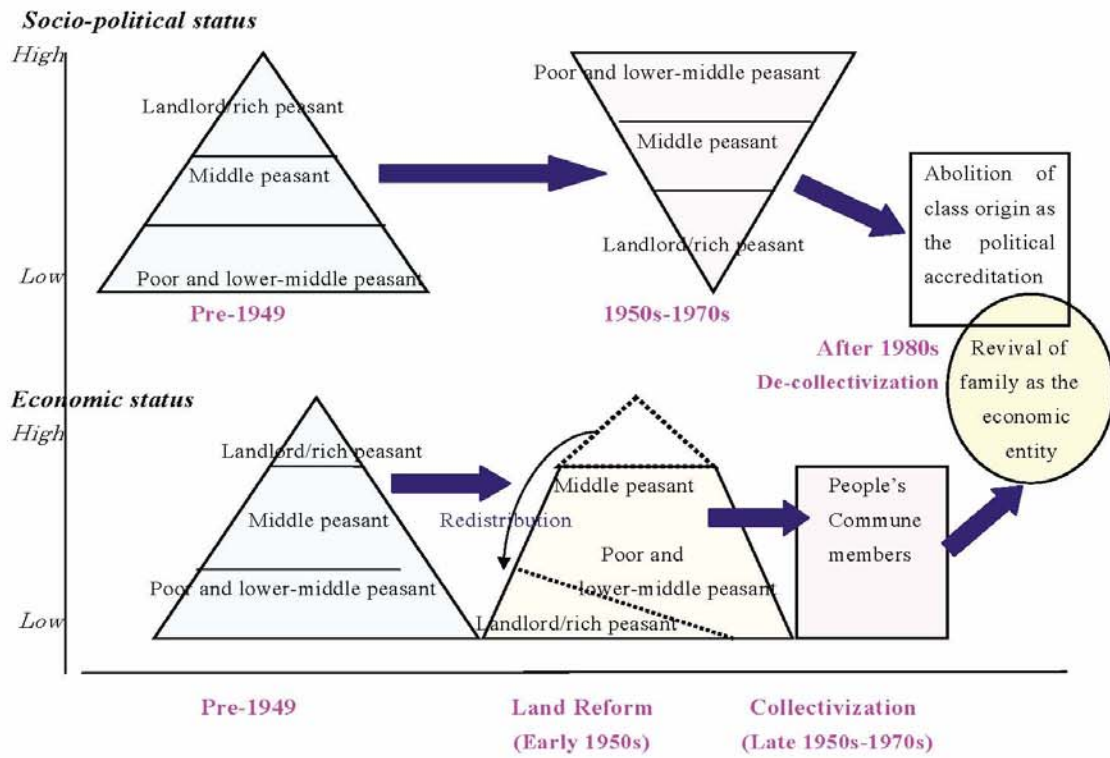 Socio-political status
High
Landlord/rich peasant
Middle peasant
Poor and lower-middle peasant
Low
Pre-1949
Poor and lower-middle peasant
Middle peasant
Landlord/rich peasant
1950s-1970s
Abolition of
class origin as
the political
accreditation
After 1980s
De-collectivization
Revival of
family as the
economic
entity
Economic status
High
Landlord/rich peasant
Middle peasant
Poor and lower-middle peasant
Low
Redistribution
Middle peasant
Poor and
lower-middle peasant
Landlord/rich peasant
People's
Commune
members
Pre-1949
Land Reform
(Early 1950s)
Collectivization
(Late 1950s-1970s)